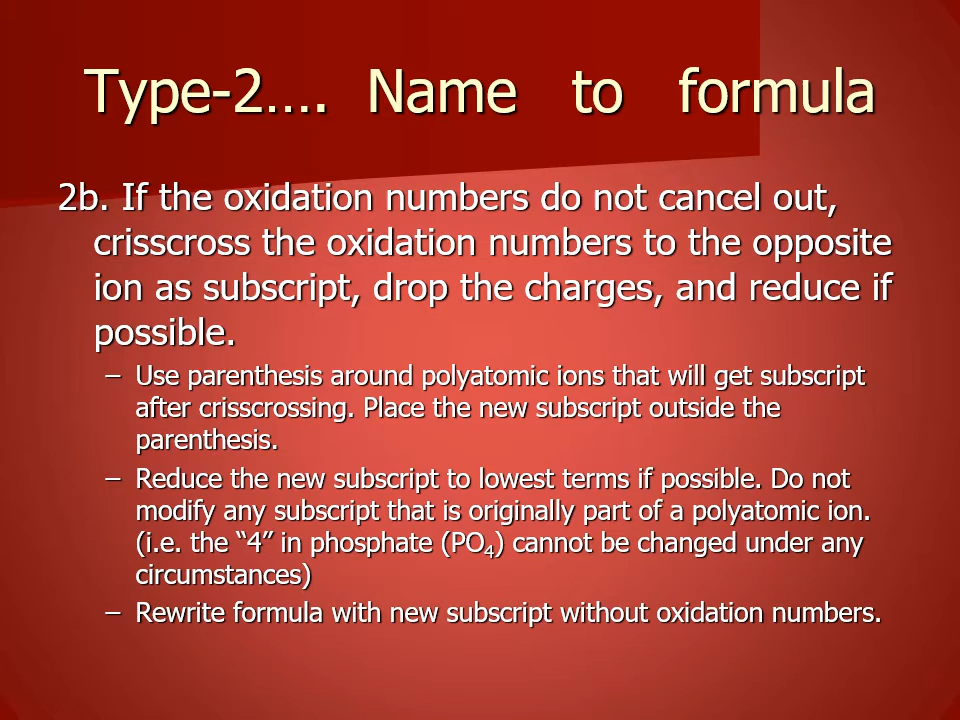 Type-2…. Name to formula
2b. If the oxidation numbers do not cancel out,
crisscross the oxidation numbers to the opposite
ion as subscript, drop the charges, and reduce if
possible.
– Use parenthesis around polyatomic ions that will get subscript
after crisscrossing. Place the new subscript outside the
parenthesis.
– Reduce the new subscript to lowest terms if possible. Do not
modify any subscript that is originally part of a polyatomic ion.
(i.e. the “4” in phosphate (PO₄) cannot be changed under any
circumstances)
– Rewrite formula with new subscript without oxidation numbers.